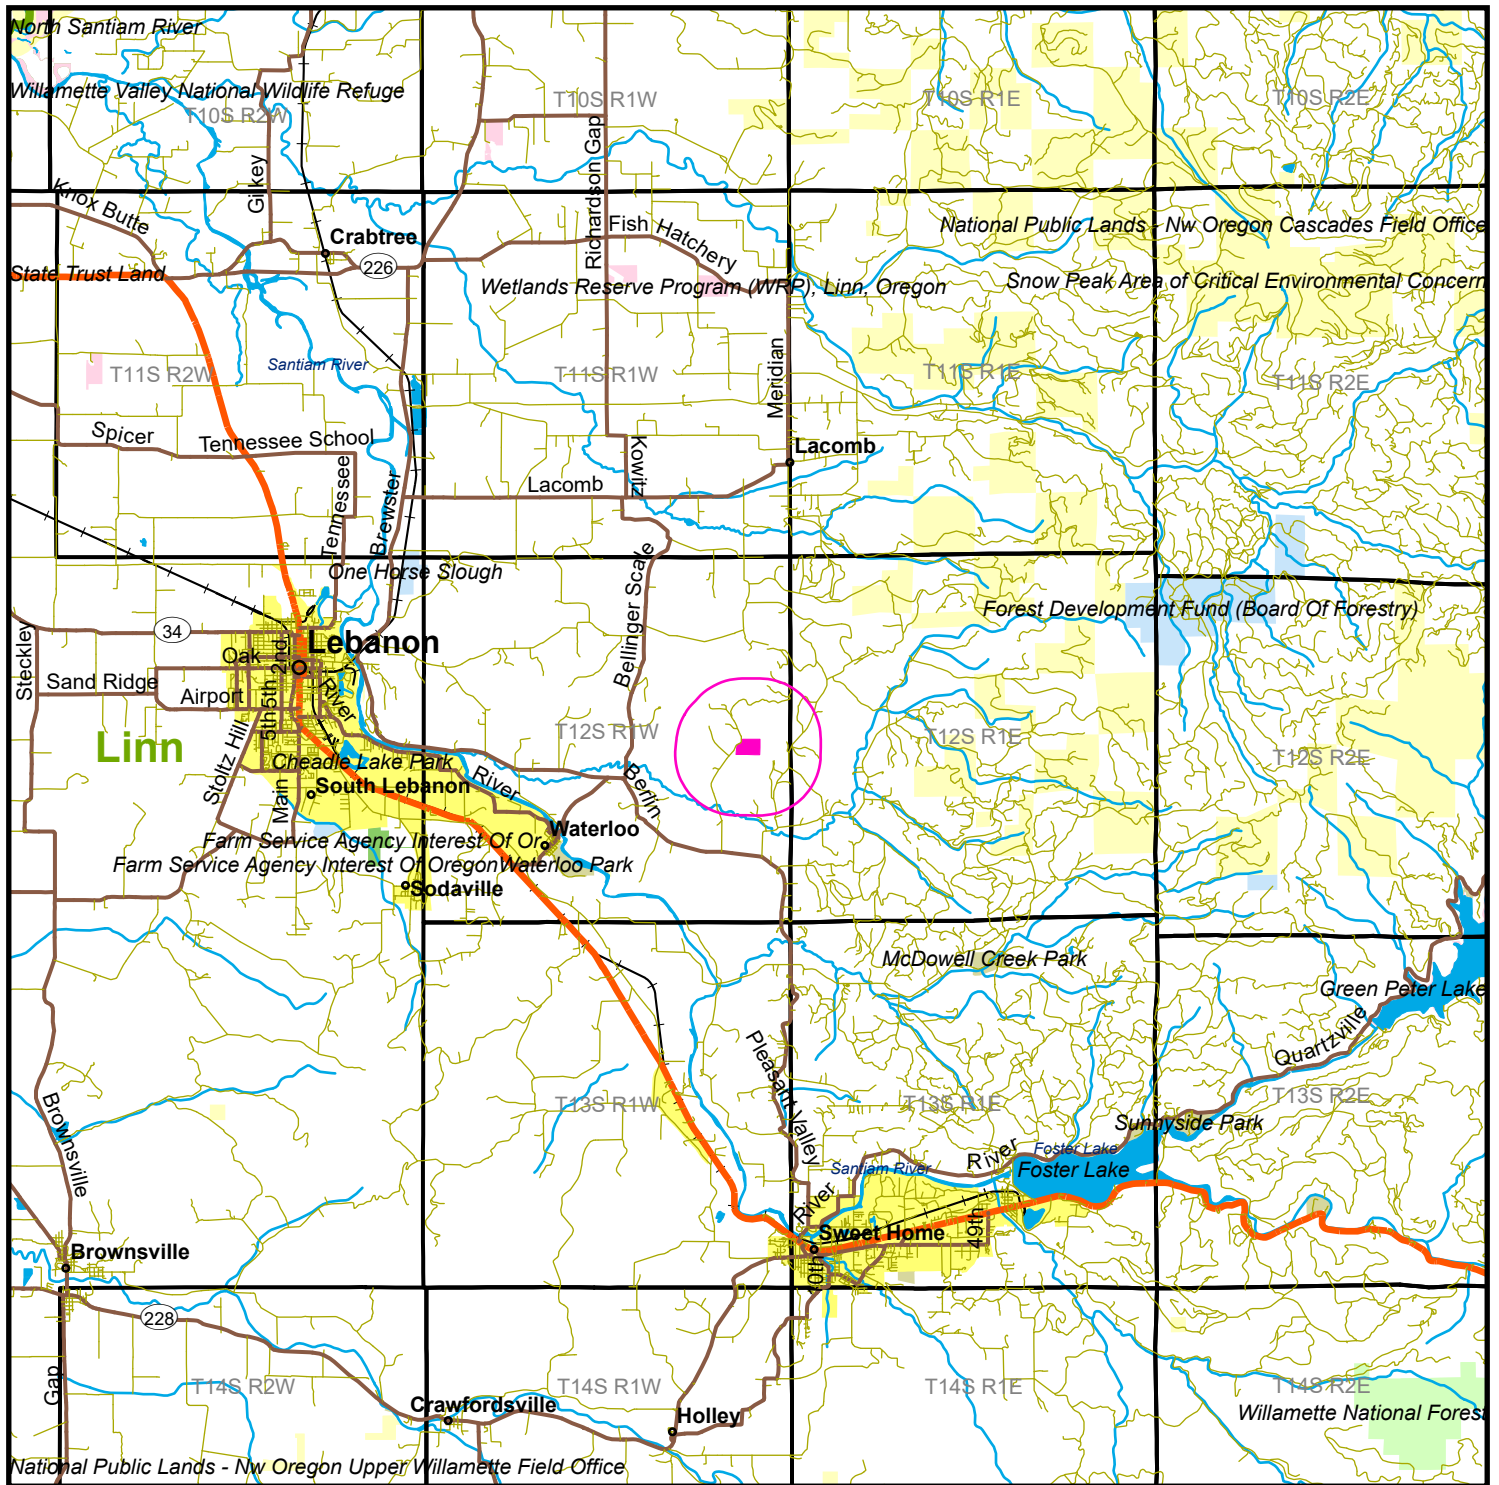 North Santiam River
Willamette Valley National Wildlife Refuge
T10S R2W
T10S R1W
T10S R1E
T10S R2E
Gilkey
Richardson Gap
Knox Butte
Crabtree
226
Fish Hatchery
National Public Lands - Nw Oregon Cascades Field Office
State Trust Land
Wetlands Reserve Program (WRP), Linn, Oregon
Snow Peak Area of Critical Environmental Concern
Santiam River
T11S R2W
T11S R1W
Meridian
T11S R1E
T11S R2E
Spicer
Tennessee School
Tennessee
Brewster
Kowitz
Lacomb
Lacomb
One Horse Slough
Bellinger Scale
Forest Development Fund (Board Of Forestry)
34
Steckley
Lebanon
Oak
2nd
Sand Ridge
Airport
5th
5th
River
Linn
Stoltz Hill
T12S R1W
T12S R1E
T12S R2E
Cheadle Lake Park
South Lebanon
Main
River
Berlin
Waterloo
Farm Service Agency Interest Of Or
Farm Service Agency Interest Of Oregon
Waterloo Park
Sodaville
McDowell Creek Park
Green Peter Lake
Quartzville
Pleasant Valley
Brownsville
T13S R1W
T13S R1E
T13S R2E
Sunnyside Park
Foster Lake
Foster Lake
Santiam River
River
River
Sweet Home
49th
10th
Brownsville
228
Gap
T14S R2W
T14S R1W
T14S R1E
T14S R2E
Crawfordsville
Holley
Willamette National Forest
National Public Lands - Nw Oregon Upper Willamette Field Office